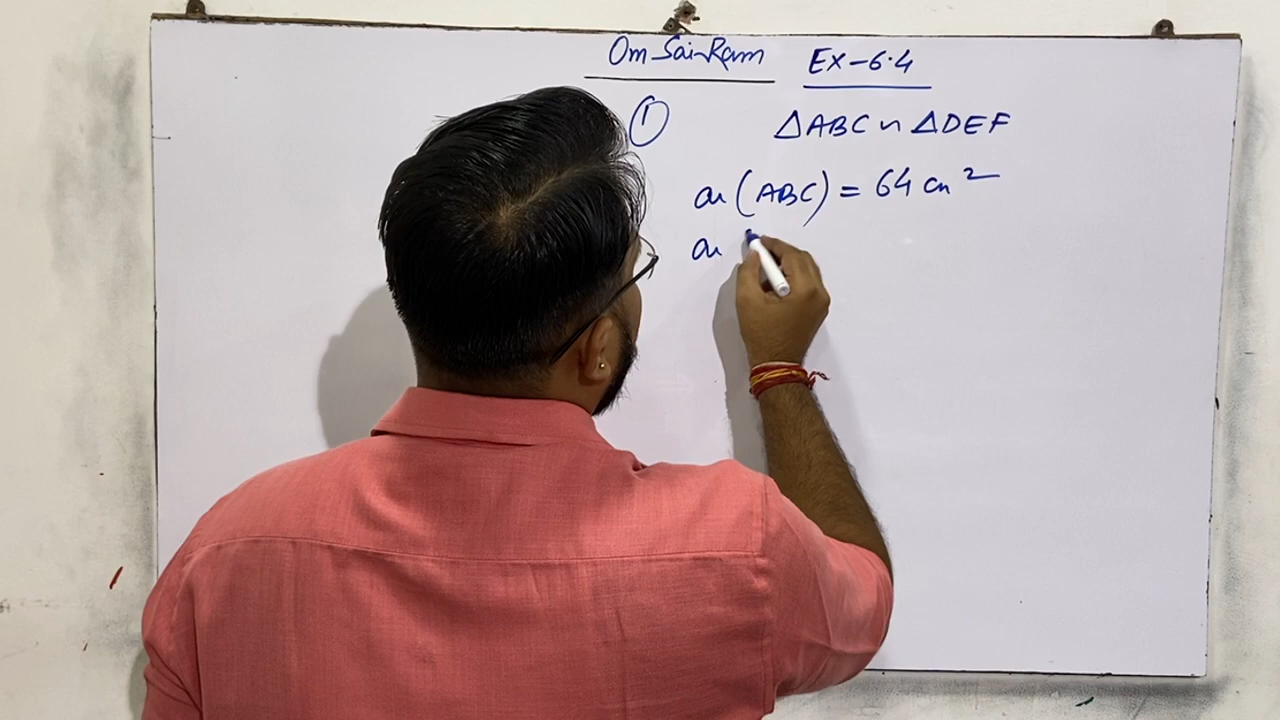 Om Sai Ram EX-6.4
① △ABC ∽ △DEF
ar (ABC) = 64 cm²
ar (